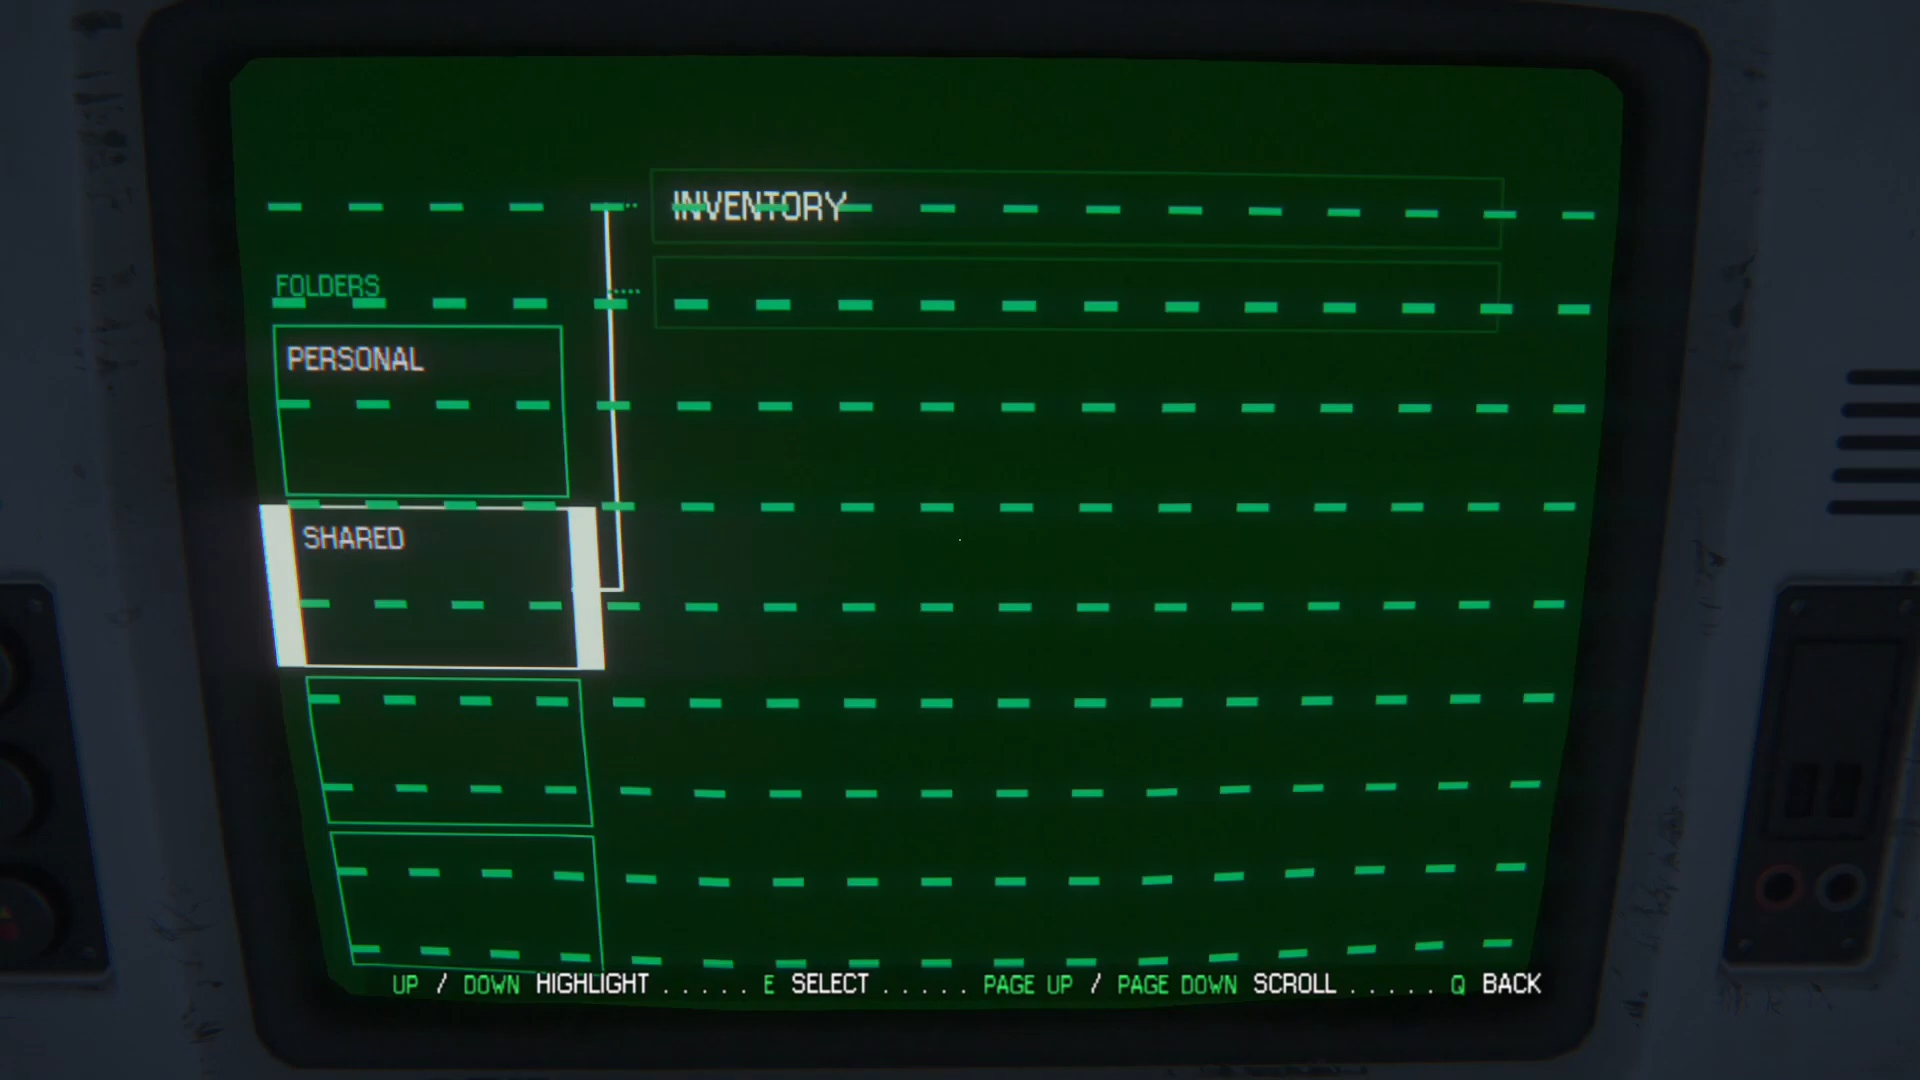 INVENTORY
FOLDERS
PERSONAL
SHARED
UP / DOWN HIGHLIGHT ..... E SELECT ..... PAGE UP / PAGE DOWN SCROLL ..... Q BACK